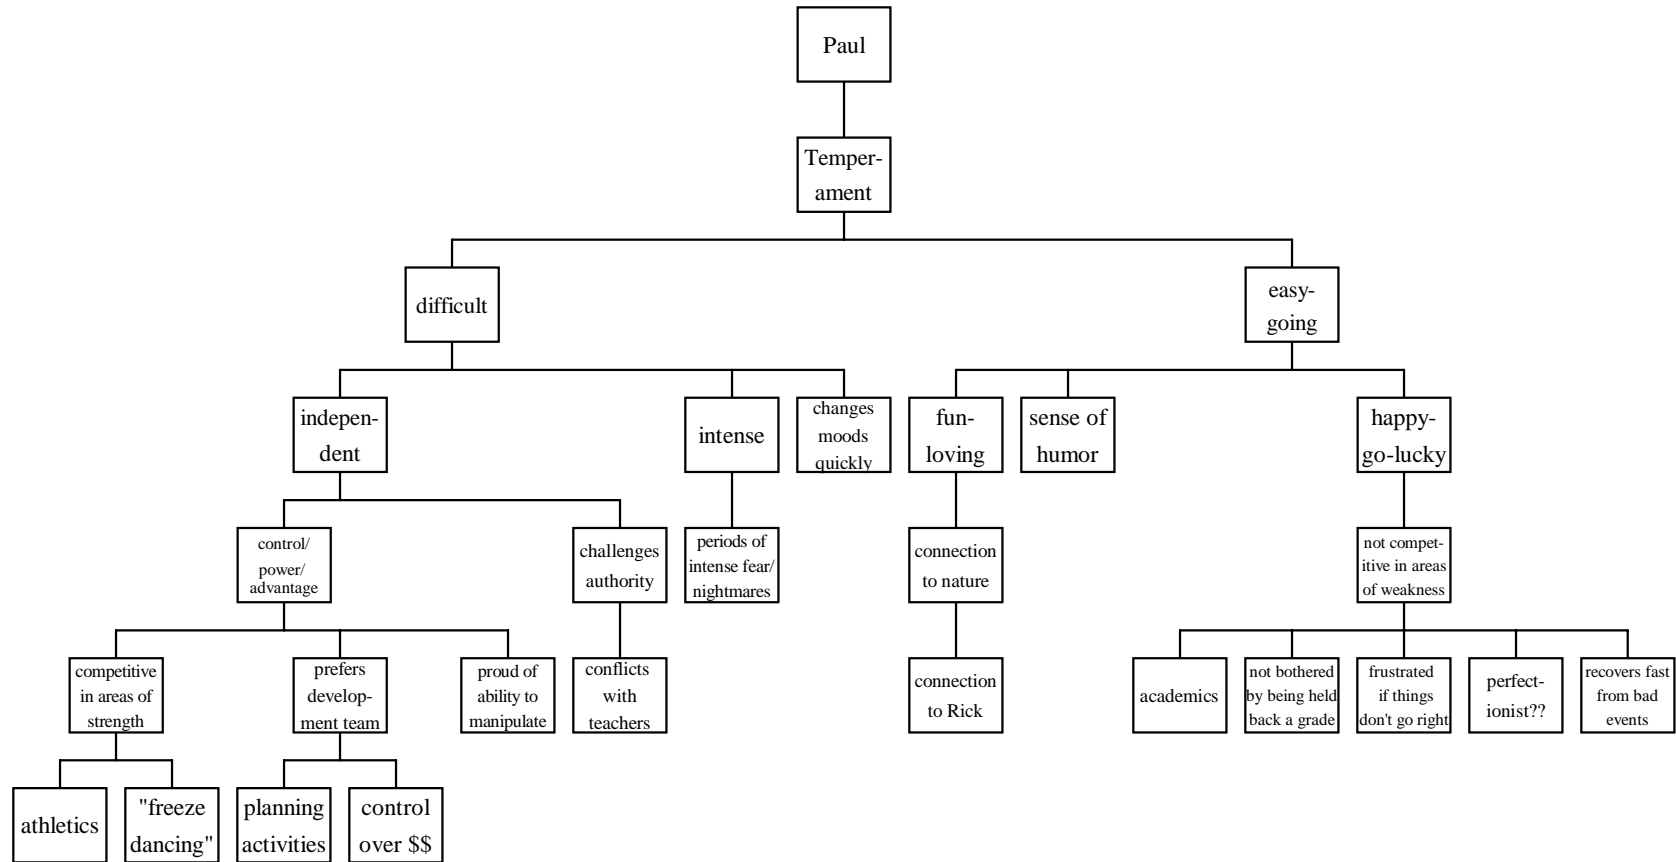 Paul
Temper-
ament
difficult
easy-
going
indepen-
dent
intense
changes
moods
quickly
fun-
loving
sense of
humor
happy-
go-lucky
control/
power/
advantage
challenges
authority
periods of
intense fear/
nightmares
connection
to nature
not compet-
itive in areas
of weakness
competitive
in areas of
strength
prefers
develop-
ment team
proud of
ability to
manipulate
conflicts
with
teachers
connection
to Rick
academics
not bothered
by being held
back a grade
frustrated
if things
don't go right
perfect-
ionist??
recovers fast
from bad
events
athletics
"freeze
dancing"
planning
activities
control
over $$